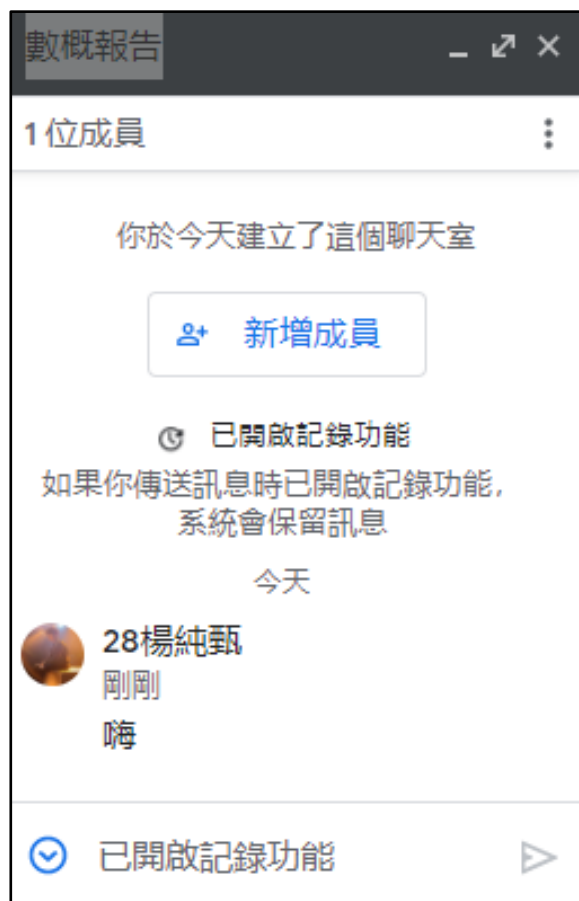 數概報告
1位成員
你於今天建立了這個聊天室
新增成員
已開啟記錄功能
如果你傳送訊息時已開啟記錄功能，
系統會保留訊息
今天
28楊純甄
剛剛
嗨
已開啟記錄功能